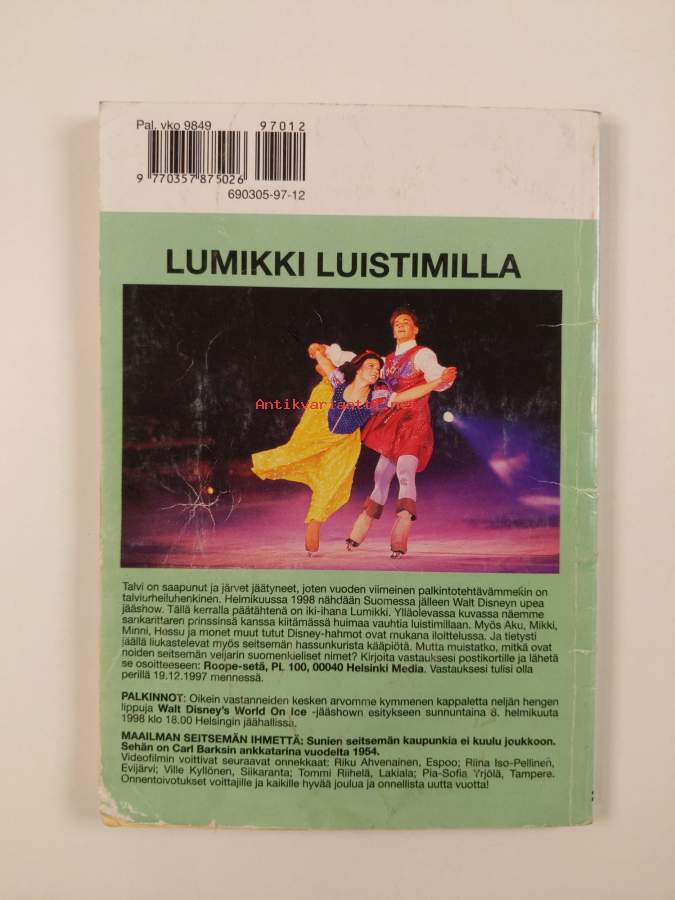 Pal. vko 9849
97012
9 770357 875026
690305-97-12
LUMIKKI LUISTIMILLA
Antikvariantti.net
Talvi on saapunut ja järvet jäätyneet, joten vuoden viimeinen palkintotehtävämmekin on
talviurheiluhenkinen. Helmikuussa 1998 nähdään Suomessa jälleen Walt Disneyn upea
jääshow. Tällä kerralla päätähtenä on iki-ihana Lumikki. Ylläolevassa kuvassa näemme
sankarittaren prinssinsä kanssa kiitämässä huimaa vauhtia luistimillaan. Myös Aku, Mikki,
Minni, Hessu ja monet muut tutut Disney-hahmot ovat mukana iloittelussa. Ja tietysti
jäällä liukastelevat myös seitsemän hassunkurista kääpiötä. Mutta muistatko, mitkä ovat
noiden seitsemän veijarin suomenkieliset nimet? Kirjoita vastauksesi postikortille ja lähetä
se osoitteeseen: Roope-setä, PL 100, 00040 Helsinki Media. Vastauksesi tulisi olla
perillä 19.12.1997 mennessä.
PALKINNOT: Oikein vastanneiden kesken arvomme kymmenen kappaletta neljän hengen
lippuja Walt Disney's World On Ice -jääshown esitykseen sunnuntaina 8. helmikuuta
1998 klo 18.00 Helsingin jäähallissa.
MAAILMAN SEITSEMÄN IHMETTÄ: Sunien seitsemän kaupunkia ei kuulu joukkoon.
Sehän on Carl Barksin ankkatarina vuodelta 1954.
Videofilmin voittivat seuraavat onnekkaat: Riku Ahvenainen, Espoo; Riina Iso-Pellinen,
Evijärvi; Ville Kyllönen, Siikaranta; Tommi Riihelä, Lakiala; Pia-Sofia Yrjölä, Tampere.
Onnentoivotukset voittajille ja kaikille hyvää joulua ja onnellista uutta vuotta!